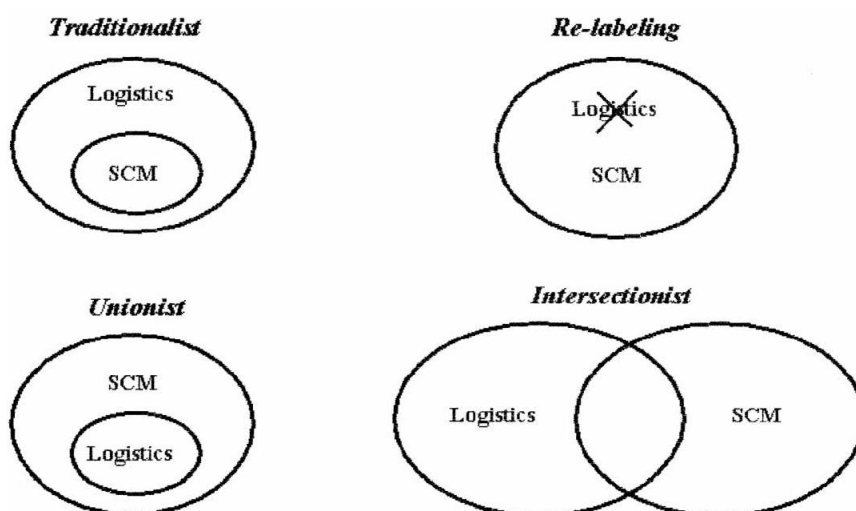 Traditionalist
Re-labeling
Logistics
Logistics
SCM
SCM
Unionist
Intersectionist
SCM
Logistics
Logistics
SCM